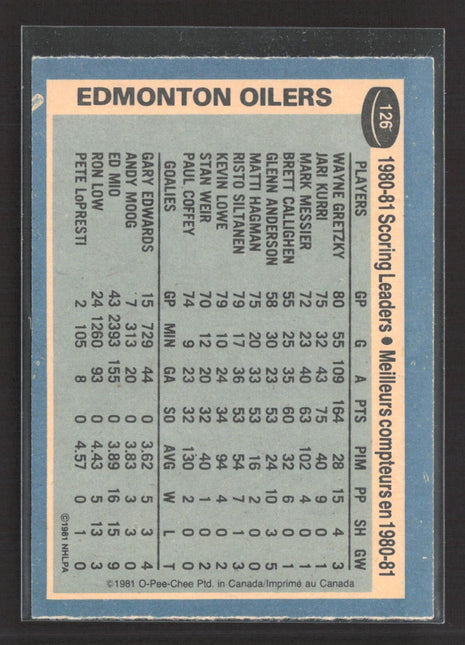 EDMONTON OILERS
126
1980-81 Scoring Leaders • Meilleurs compteurs en 1980-81
PLAYERS GP G A PTS PIM PP SH GW
WAYNE GRETZKY 80 55 109 164 28 15 4 3
JARI KURRI 75 32 43 75 40 9 0 1
MARK MESSIER 72 23 40 63 102 4 0 1
BRETT CALLIGHEN 55 25 35 60 32 6 0
GLENN ANDERSON 58 30 23 53 24 10 3 5
MATTI HAGMAN 75 20 33 53 16 2 0
RISTO SILTANEN 79 17 36 53 54 7 0 3
KEVIN LOWE 79 10 24 34 94 4 0
STAN WEIR 70 12 20 32 40 1 0 2
PAUL COFFEY 74 9 23 32 130 2 0 0
GOALIES GP MIN GA SO AVG W L T
GARY EDWARDS 15 729 44 0 3.62 5 3 4
ANDY MOOG 7 313 20 0 3.83 3 3 0
ED MIO 43 2393 155 0 3.89 16 15 9
RON LOW 24 1260 93 0 4.43 5 13 3
PETE LoPRESTI 2 105 8 0 4.57 0 1 0
©1981 NHLPA
©1981 O-Pee-Chee Ptd. in Canada/Imprimé au Canada